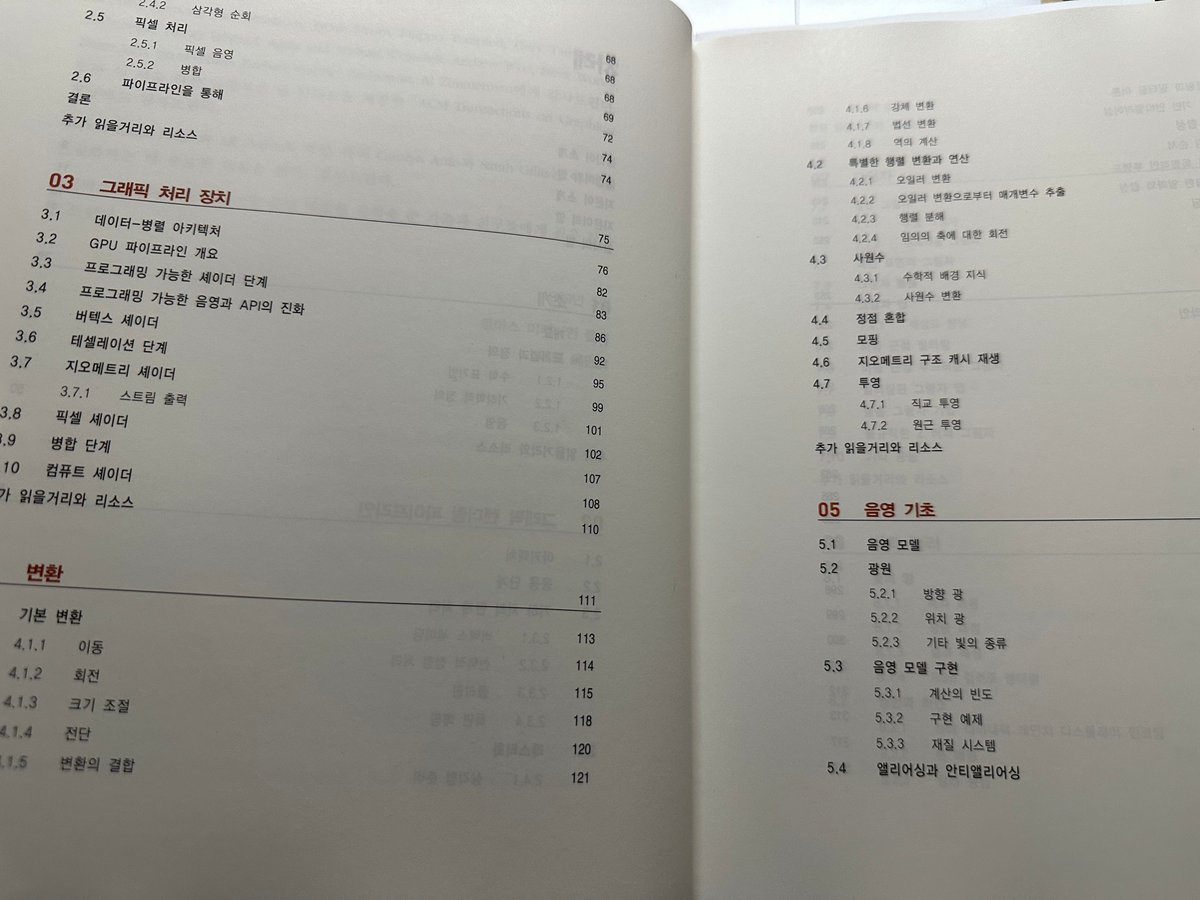 2.4.2 삼각형 순회 68
2.5 픽셀 처리 68
2.5.1 픽셀 음영 68
2.5.2 병합 69
2.6 파이프라인을 통해 72
결론 74
추가 읽을거리와 리소스 74
03 그래픽 처리 장치 75
3.1 데이터-병렬 아키텍처 76
3.2 GPU 파이프라인 개요 82
3.3 프로그래밍 가능한 셰이더 단계 83
3.4 프로그래밍 가능한 음영과 API의 진화 86
3.5 버텍스 셰이더 92
3.6 테셀레이션 단계 95
3.7 지오메트리 셰이더 99
3.7.1 스트림 출력 101
3.8 픽셀 셰이더 102
.9 병합 단계 107
.10 컴퓨트 셰이더 108
가 읽을거리와 리소스 110
변환 111
기본 변환 113
4.1.1 이동 114
4.1.2 회전 115
4.1.3 크기 조절 118
4.1.4 전단 120
.1.5 변환의 결합 121
4.1.6 강체 변환
4.1.7 법선 변환
4.1.8 역의 계산
4.2 특별한 행렬 변환과 연산
4.2.1 오일러 변환
4.2.2 오일러 변환으로부터 매개변수 추출
4.2.3 행렬 분해
4.2.4 임의의 축에 대한 회전
4.3 사원수
4.3.1 수학적 배경 지식
4.3.2 사원수 변환
4.4 정점 혼합
4.5 모핑
4.6 지오메트리 구조 캐시 재생
4.7 투영
4.7.1 직교 투영
4.7.2 원근 투영
추가 읽을거리와 리소스
05 음영 기초
5.1 음영 모델
5.2 광원
5.2.1 방향 광
5.2.2 위치 광
5.2.3 기타 빛의 종류
5.3 음영 모델 구현
5.3.1 계산의 빈도
5.3.2 구현 예제
5.3.3 재질 시스템
5.4 앨리어싱과 안티앨리어싱